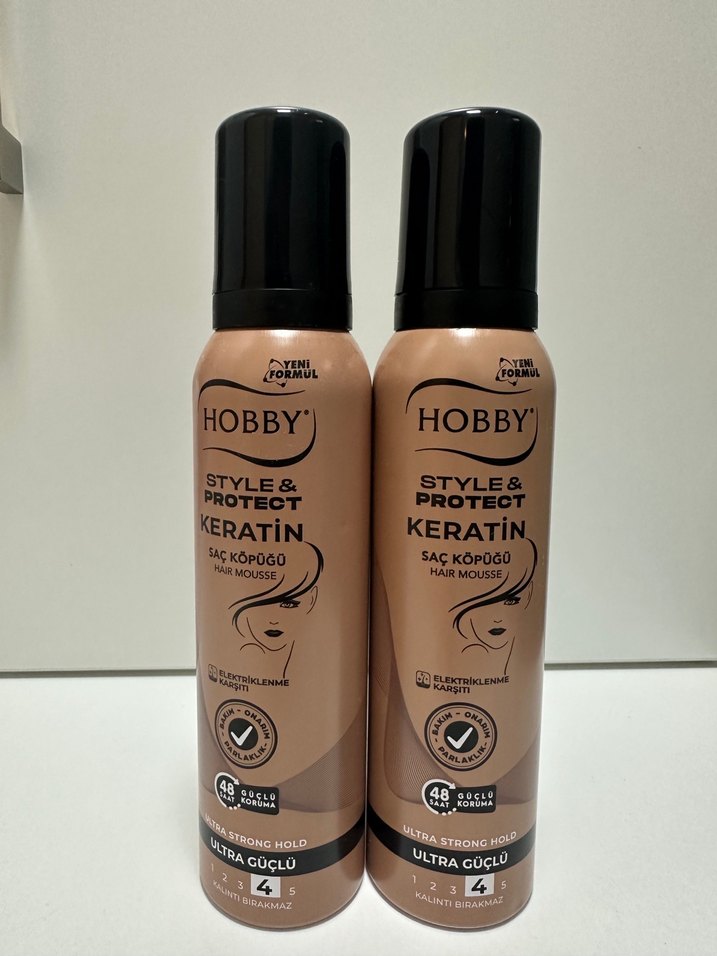 YENİ
FORMÜL
HOBBY
STYLE &
PROTECT
KERATİN
SAÇ KÖPÜĞÜ
HAIR MOUSSE
ELEKTRİKLENME
KARŞITI
BAKIM - ONARIM
PARLAKLIK
48 SAAT
GÜÇLÜ
KORUMA
ULTRA STRONG HOLD
ULTRA GÜÇLÜ
1 2 3 4 5
KALINTI BIRAKMAZ
YENİ
FORMÜL
HOBBY®
STYLE &
PROTECT
KERATİN
SAÇ KÖPÜĞÜ
HAIR MOUSSE
ELEKTRİKLENME
KARŞITI
BAKIM - ONARIM
PARLAKLIK
48 SAAT
GÜÇLÜ
KORUMA
ULTRA STRONG HOLD
ULTRA GÜÇLÜ
1 2 3 4 5
KALINTI BIRAKMAZ